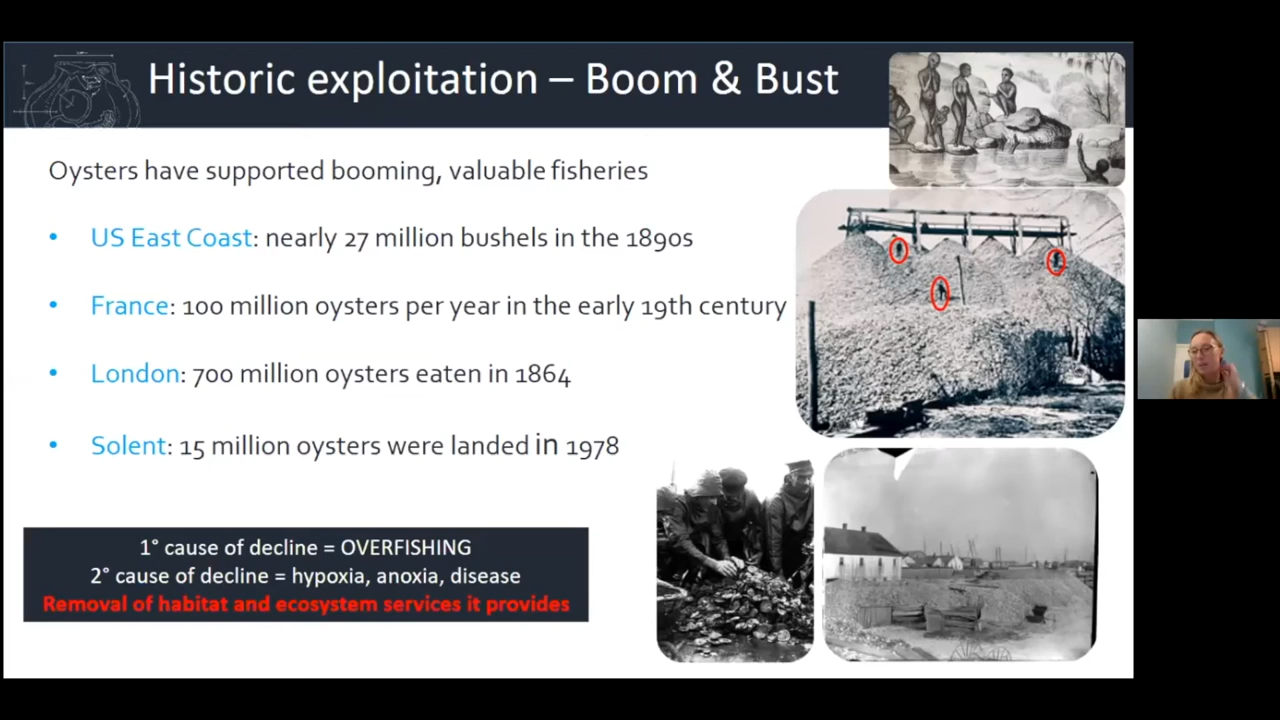 Historic exploitation – Boom & Bust
Oysters have supported booming, valuable fisheries
• US East Coast: nearly 27 million bushels in the 1890s
• France: 100 million oysters per year in the early 19th century
• London: 700 million oysters eaten in 1864
• Solent: 15 million oysters were landed in 1978
1° cause of decline = OVERFISHING
2° cause of decline = hypoxia, anoxia, disease
Removal of habitat and ecosystem services it provides